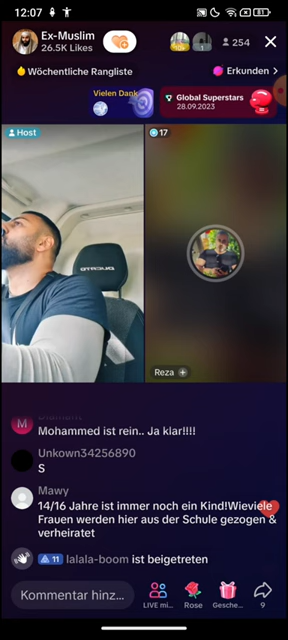 12:07
81
Ex-Muslim
26.5K Likes
1
254
Wöchentliche Rangliste
Erkunden >
Vielen Dank
Global Superstars
28.09.2023
Host
17
Reza
M
Mohammed ist rein.. Ja klar!!!!
Unkown34256890
S
Mawy
14/16 Jahre ist immer noch ein Kind!Wieviele
Frauen werden hier aus der Schule gezogen &
verheiratet
11 lalala-boom ist beigetreten
Kommentar hinz...
LIVE mi...
Rose
Gesche...
9